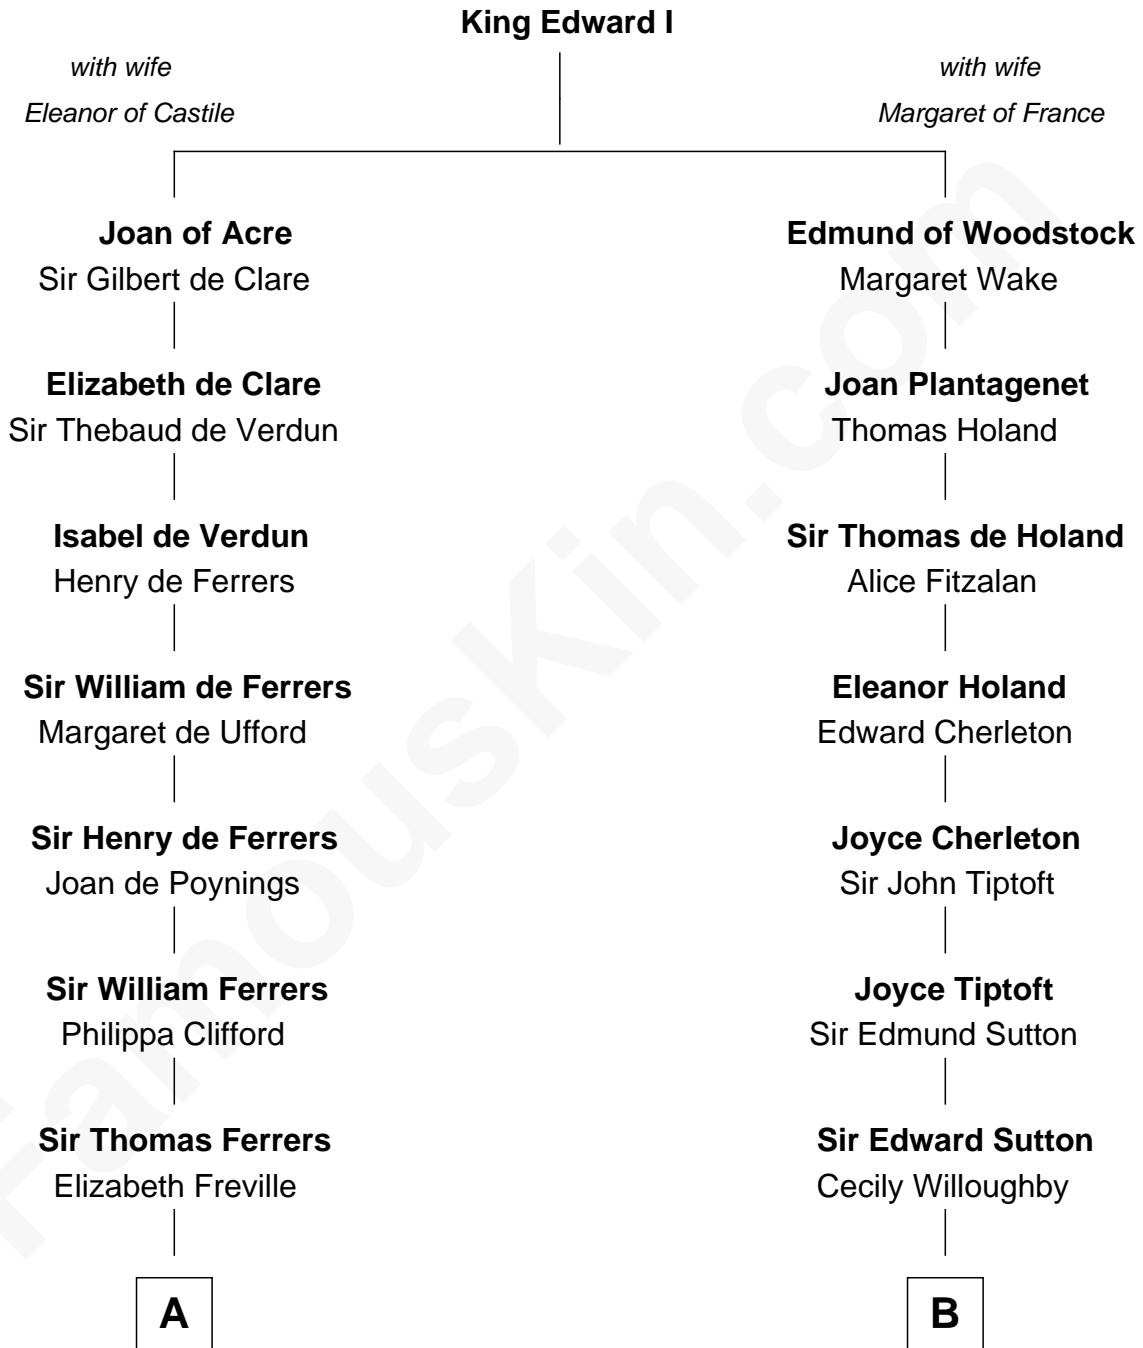 King Edward I
with wife
Eleanor of Castile
with wife
Margaret of France
Joan of Acre
Sir Gilbert de Clare
Elizabeth de Clare
Sir Thebaud de Verdun
Isabel de Verdun
Henry de Ferrers
Sir William de Ferrers
Margaret de Ufford
Sir Henry de Ferrers
Joan de Poynings
Sir William Ferrers
Philippa Clifford
Sir Thomas Ferrers
Elizabeth Freville
A
Edmund of Woodstock
Margaret Wake
Joan Plantagenet
Thomas Holand
Sir Thomas de Holand
Alice Fitzalan
Eleanor Holand
Edward Cherleton
Joyce Cherleton
Sir John Tiptoft
Joyce Tiptoft
Sir Edmund Sutton
Sir Edward Sutton
Cecily Willoughby
B
FamousKin.com